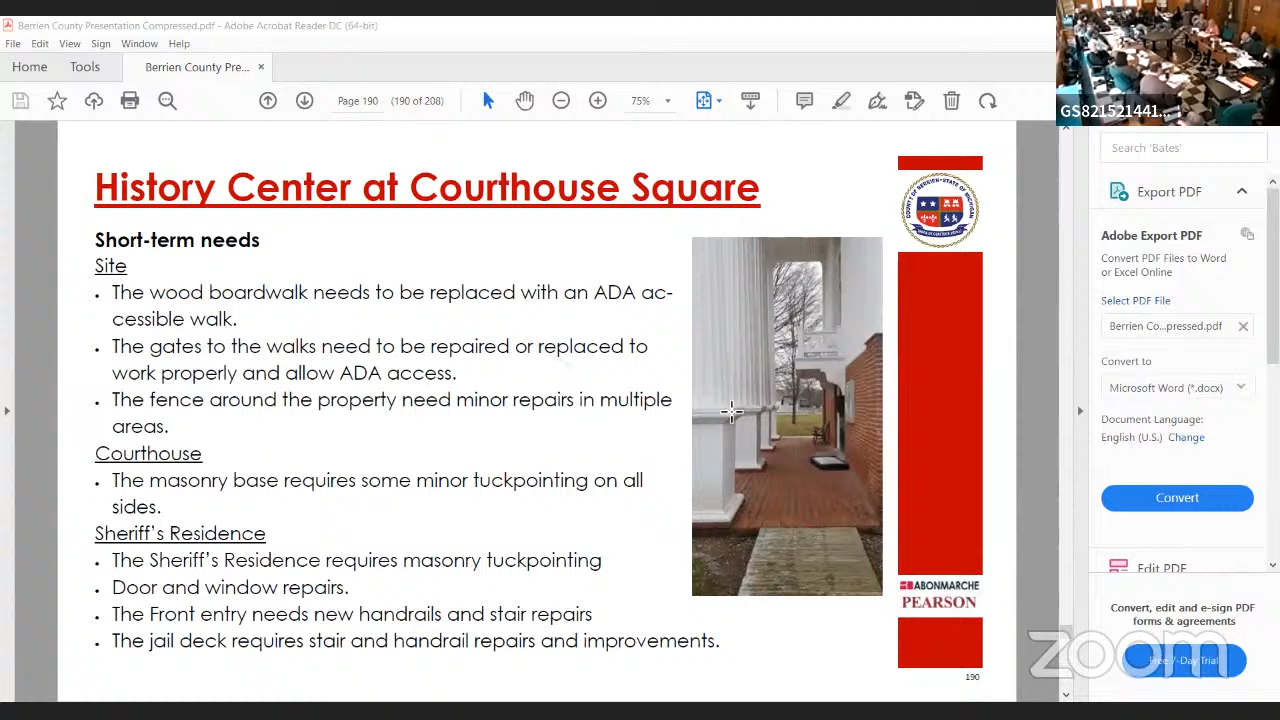 Berrien County Presentation Compressed.pdf - Adobe Acrobat Reader DC (64-bit)
File Edit View Sign Window Help
Home Tools Berrien County Pre... ×
Page 190 (190 of 208) 75%
GS821521441...
History Center at Courthouse Square
Short-term needs
Site
• The wood boardwalk needs to be replaced with an ADA ac-
cessible walk.
• The gates to the walks need to be repaired or replaced to
work properly and allow ADA access.
• The fence around the property need minor repairs in multiple
areas.
Courthouse
• The masonry base requires some minor tuckpointing on all
sides.
Sheriff's Residence
• The Sheriff's Residence requires masonry tuckpointing
• Door and window repairs.
• The Front entry needs new handrails and stair repairs
• The jail deck requires stair and handrail repairs and improvements.
ABONMARCHE
PEARSON
190
Search 'Bates'
Export PDF
Adobe Export PDF
Convert PDF Files to Word
or Excel Online
Select PDF File
Berrien Co...pressed.pdf
Convert to
Microsoft Word (*.docx)
Document Language:
English (U.S.) Change
Convert
Edit PDF
Convert, edit and e-sign PDF
forms & agreements
Free 7-Day Trial
zoom